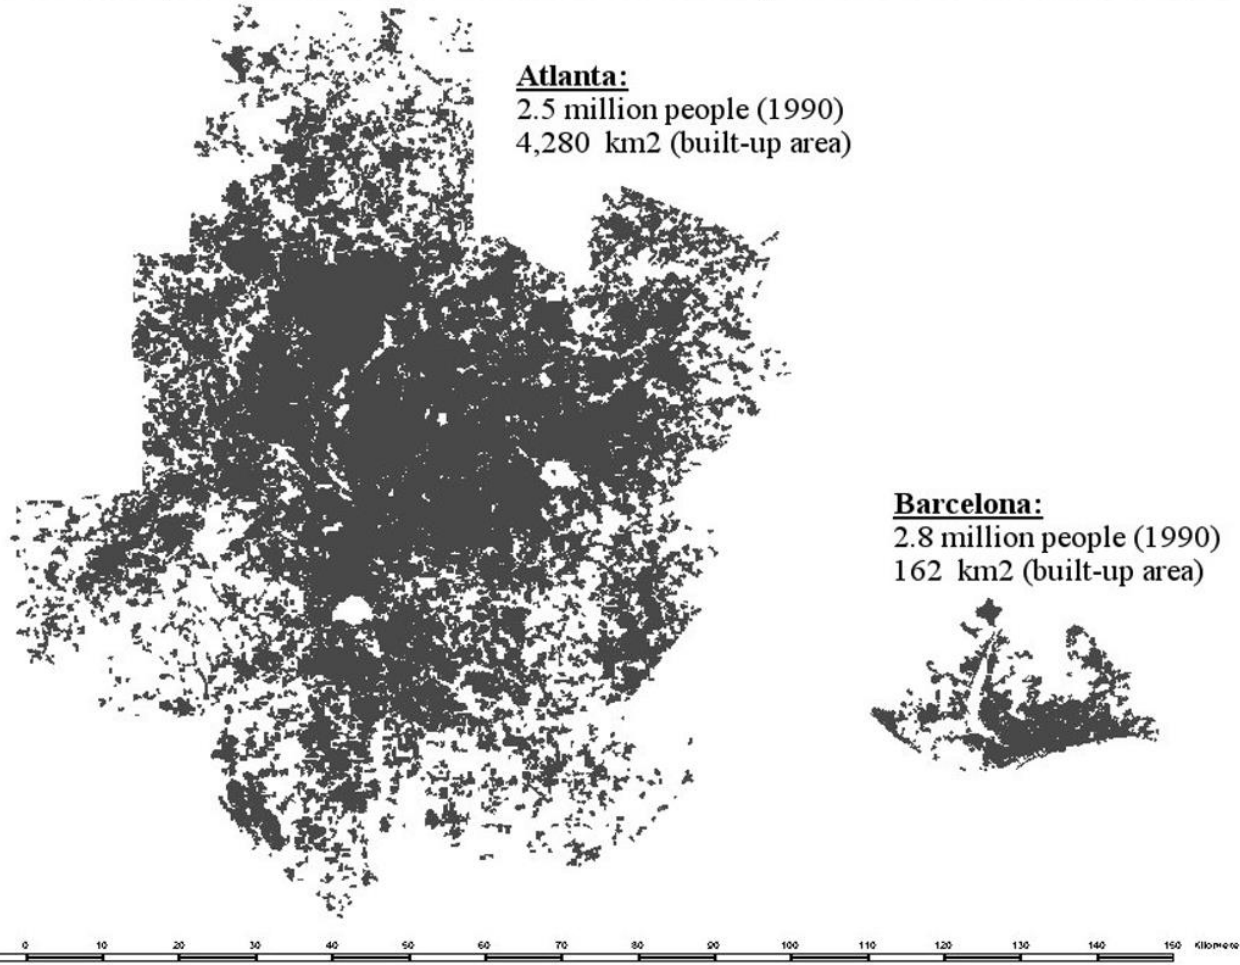 Atlanta:
2.5 million people (1990)
4,280 km2 (built-up area)
Barcelona:
2.8 million people (1990)
162 km2 (built-up area)
0 10 20 30 40 50 60 70 80 90 100 110 120 130 140 150